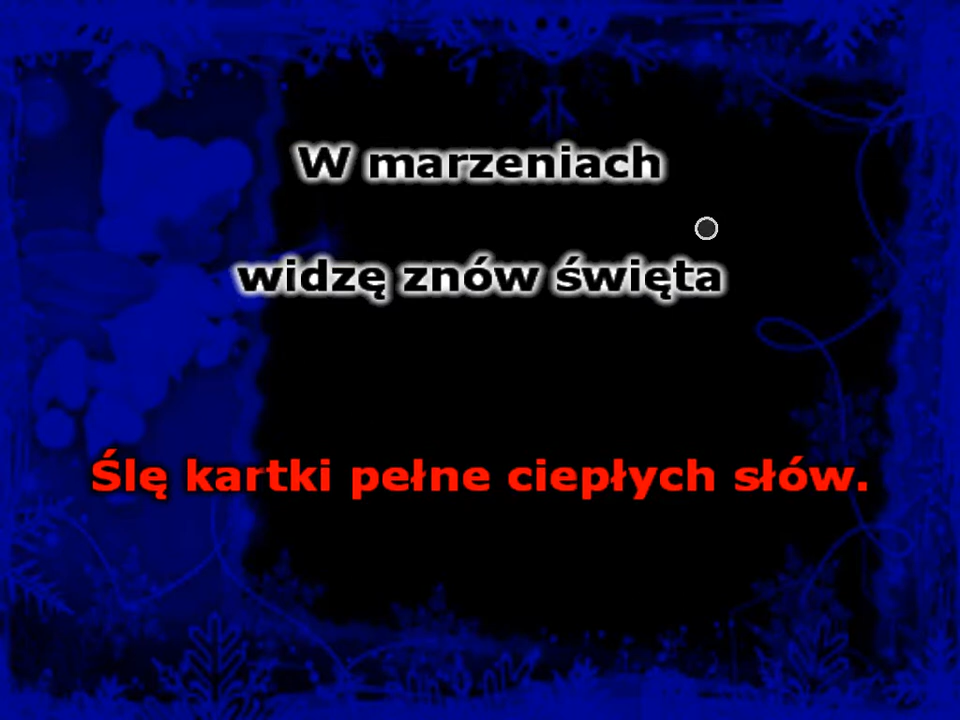 W marzeniach
widzę znów święta
Ślę kartki pełne ciepłych słów.